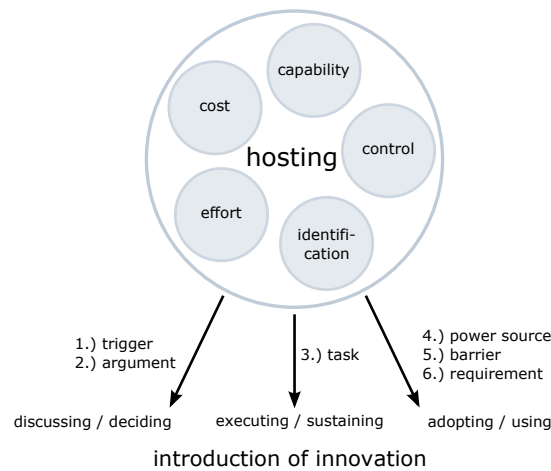 capability
cost
control
hosting
effort
identifi-
cation
1.) trigger
2.) argument
3.) task
4.) power source
5.) barrier
6.) requirement
discussing / deciding
executing / sustaining
adopting / using
introduction of innovation